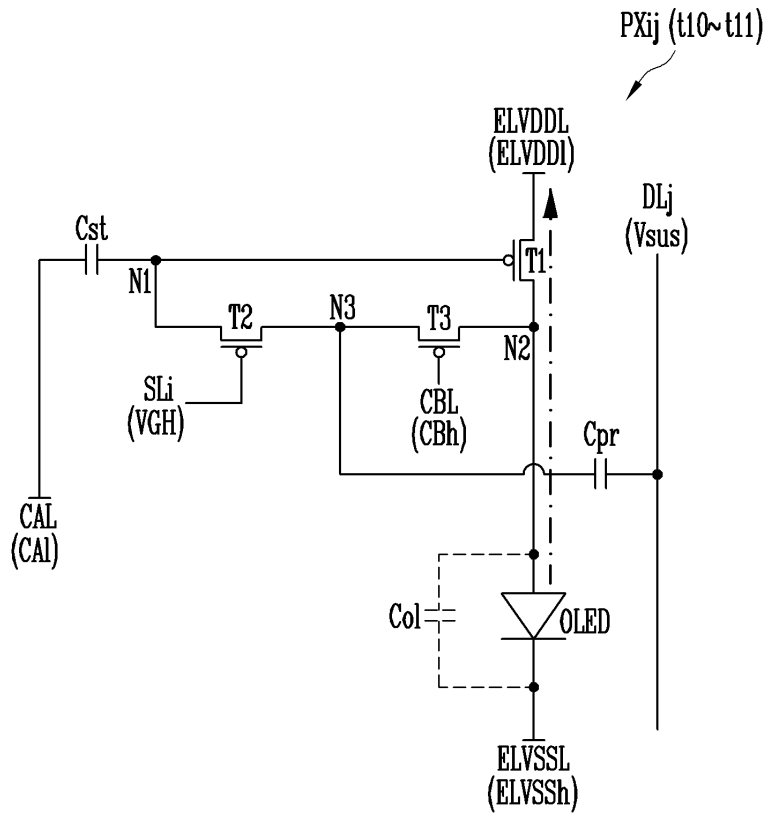 PXij (t10~t11)
ELVDDL
(ELVDDl)
DLj
(Vsus)
Cst
T1
N1
T2
N3
T3
N2
SLi
(VGH)
CBL
(CBh)
Cpr
CAL
(CAl)
Col
OLED
ELVSSL
(ELVSSh)